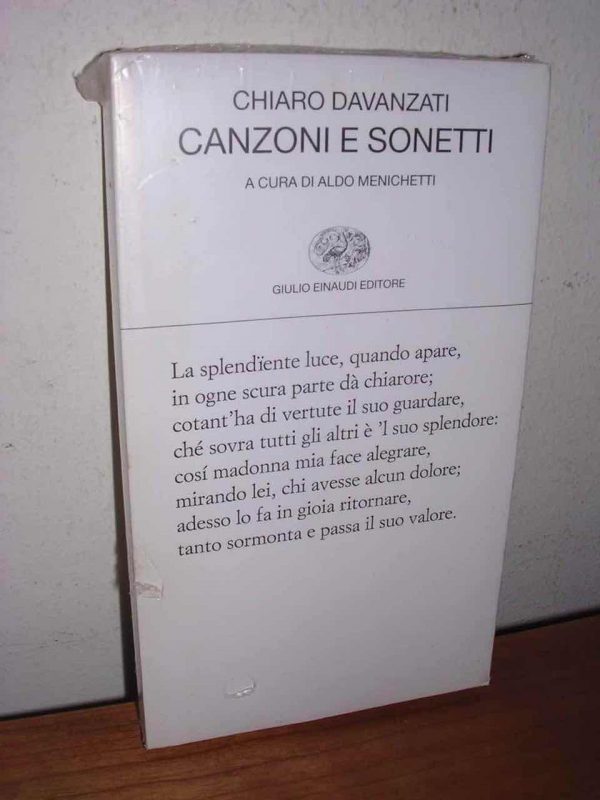 CHIARO DAVANZATI
CANZONI E SONETTI
A CURA DI ALDO MENICHETTI
GIULIO EINAUDI EDITORE
La splendïente luce, quando apare,
in ogne scura parte dà chiarore;
cotant'ha di vertute il suo guardare,
ché sovra tutti gli altri è 'l suo splendore:
cosí madonna mia face alegrare,
mirando lei, chi avesse alcun dolore;
adesso lo fa in gioia ritornare,
tanto sormonta e passa il suo valore.